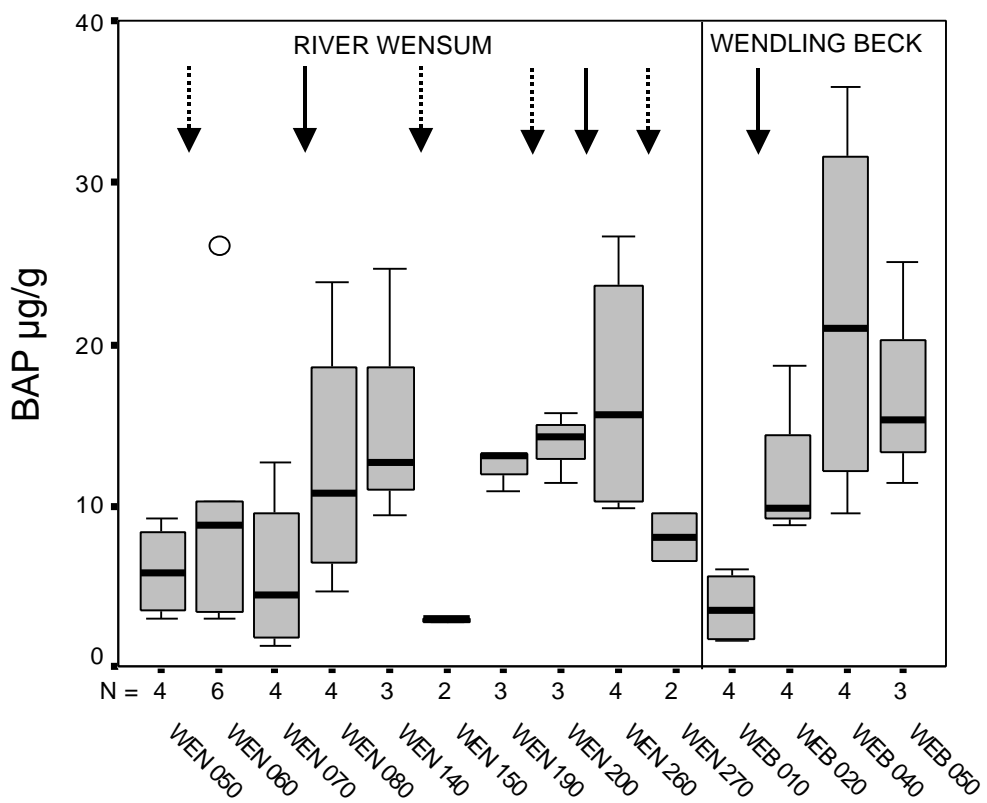 RIVER WENSUM
WENDLING BECK
BAP µg/g
40
30
20
10
0
N = 4 6 4 4 3 2 3 3 4 2 4 4 4 3
WEN 050
WEN 060
WEN 070
WEN 080
WEN 140
WEN 150
WEN 190
WEN 200
WEN 260
WEN 270
WEB 010
WEB 020
WEB 040
WEB 050